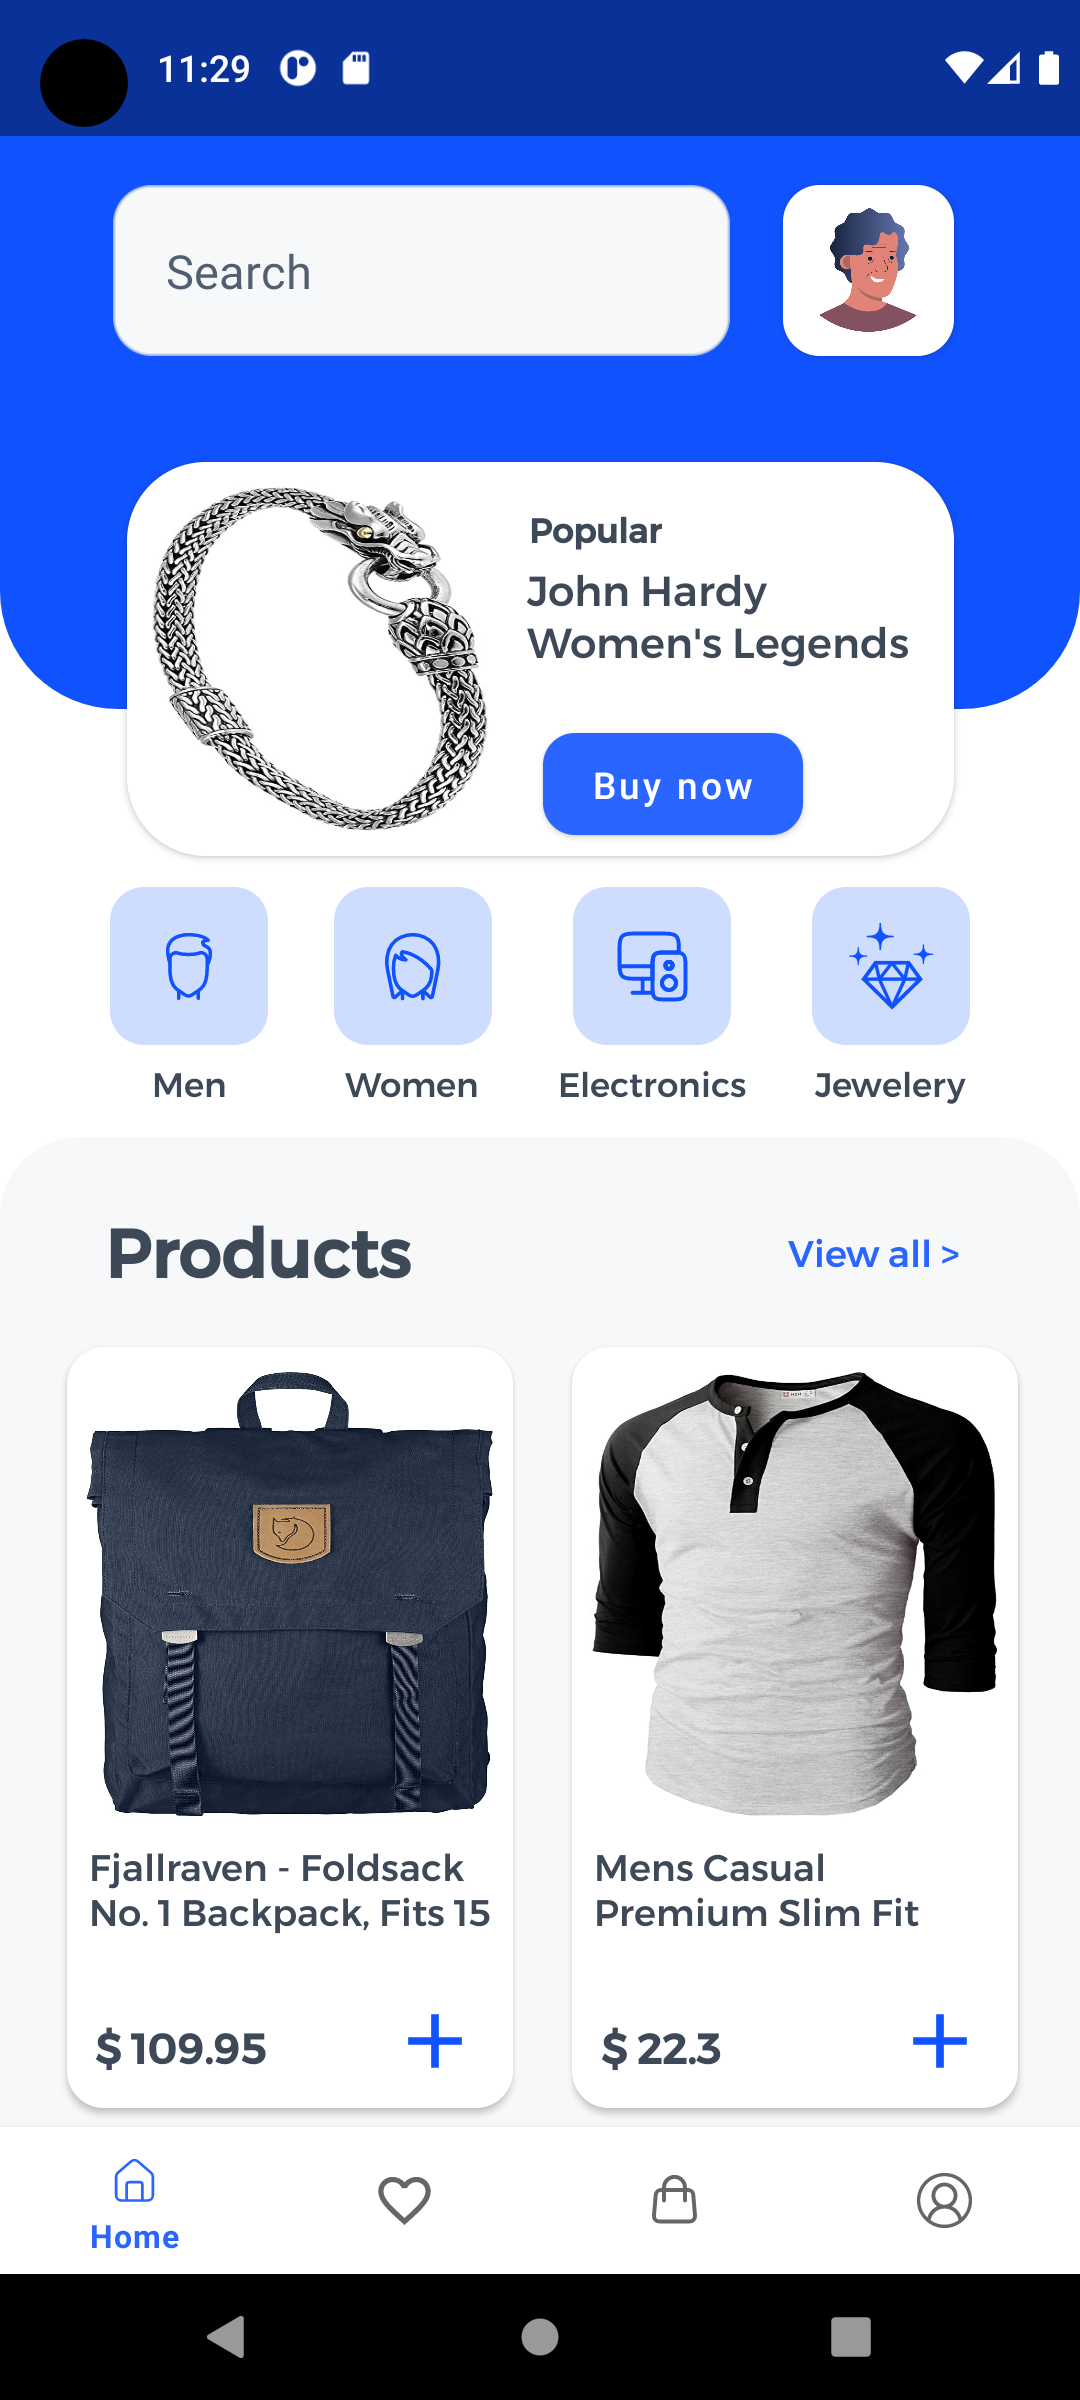 11:29
Search
Popular
John Hardy
Women's Legends
Buy now
Men
Women
Electronics
Jewelery
Products
View all >
Fjallraven - Foldsack
No. 1 Backpack, Fits 15
$ 109.95
Mens Casual
Premium Slim Fit
$ 22.3
Home